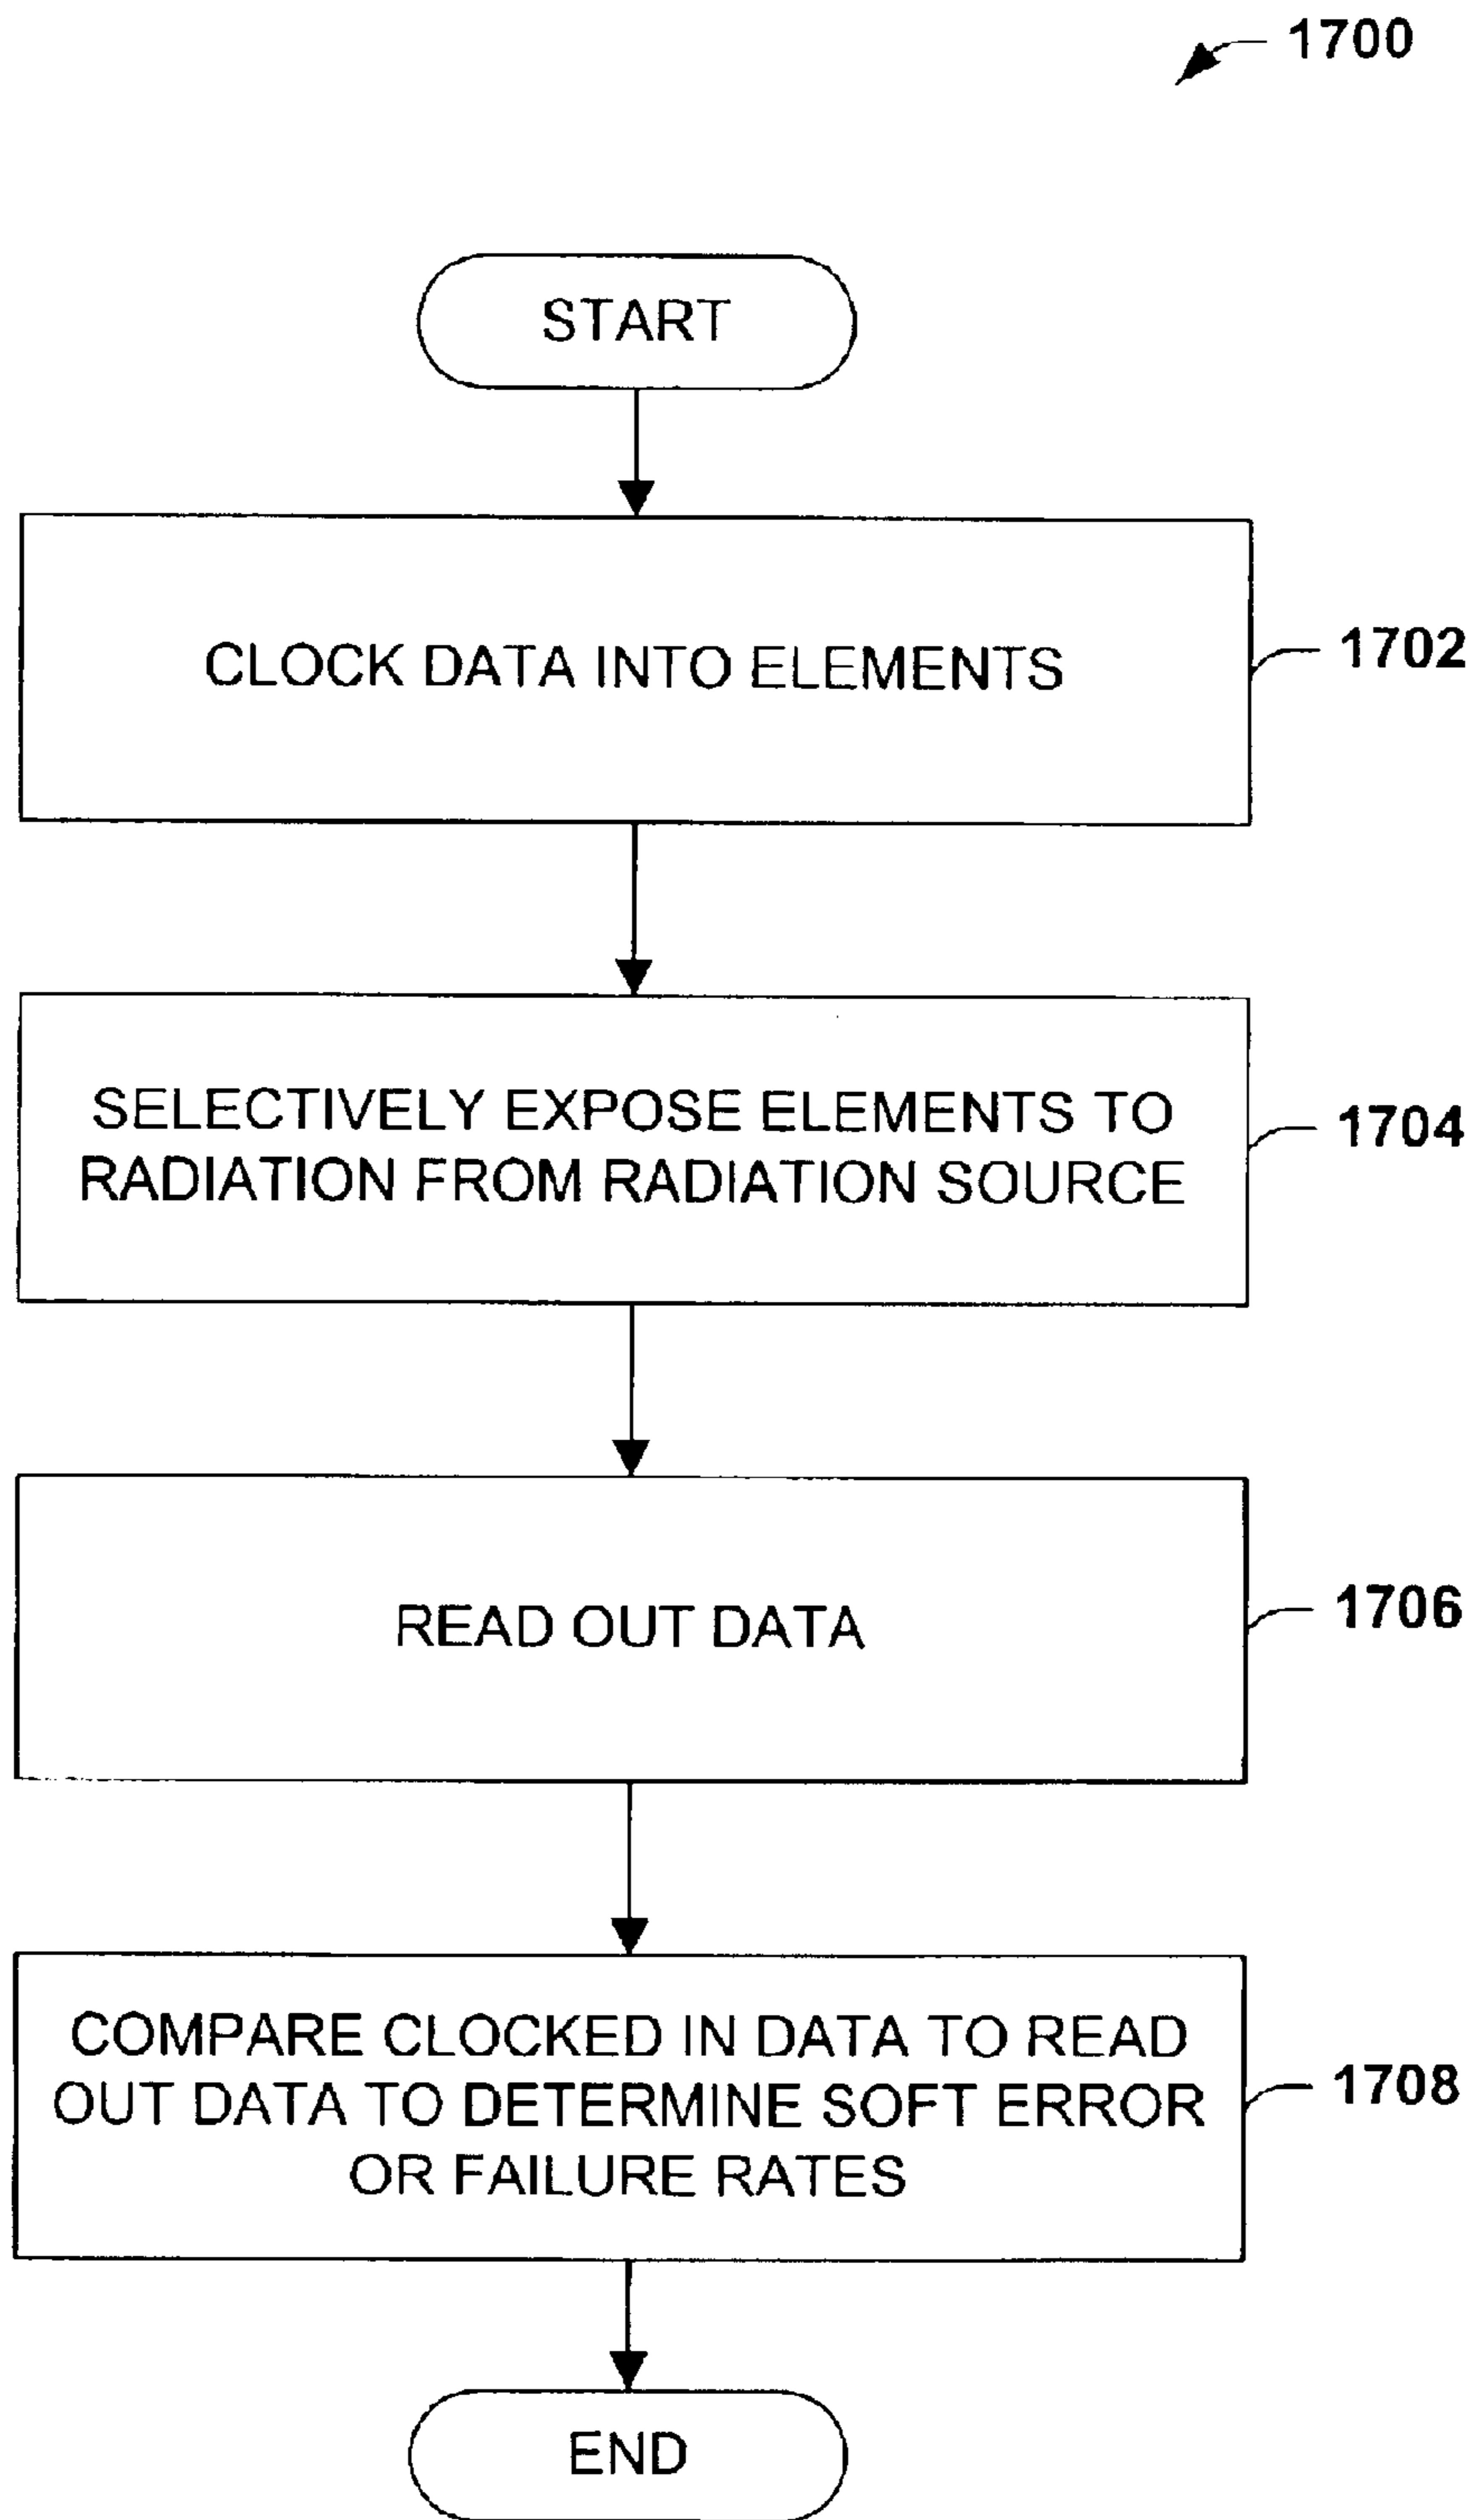 1700
START
CLOCK DATA INTO ELEMENTS
1702
SELECTIVELY EXPOSE ELEMENTS TO
RADIATION FROM RADIATION SOURCE
1704
READ OUT DATA
1706
COMPARE CLOCKED IN DATA TO READ
OUT DATA TO DETERMINE SOFT ERROR
OR FAILURE RATES
1708
END